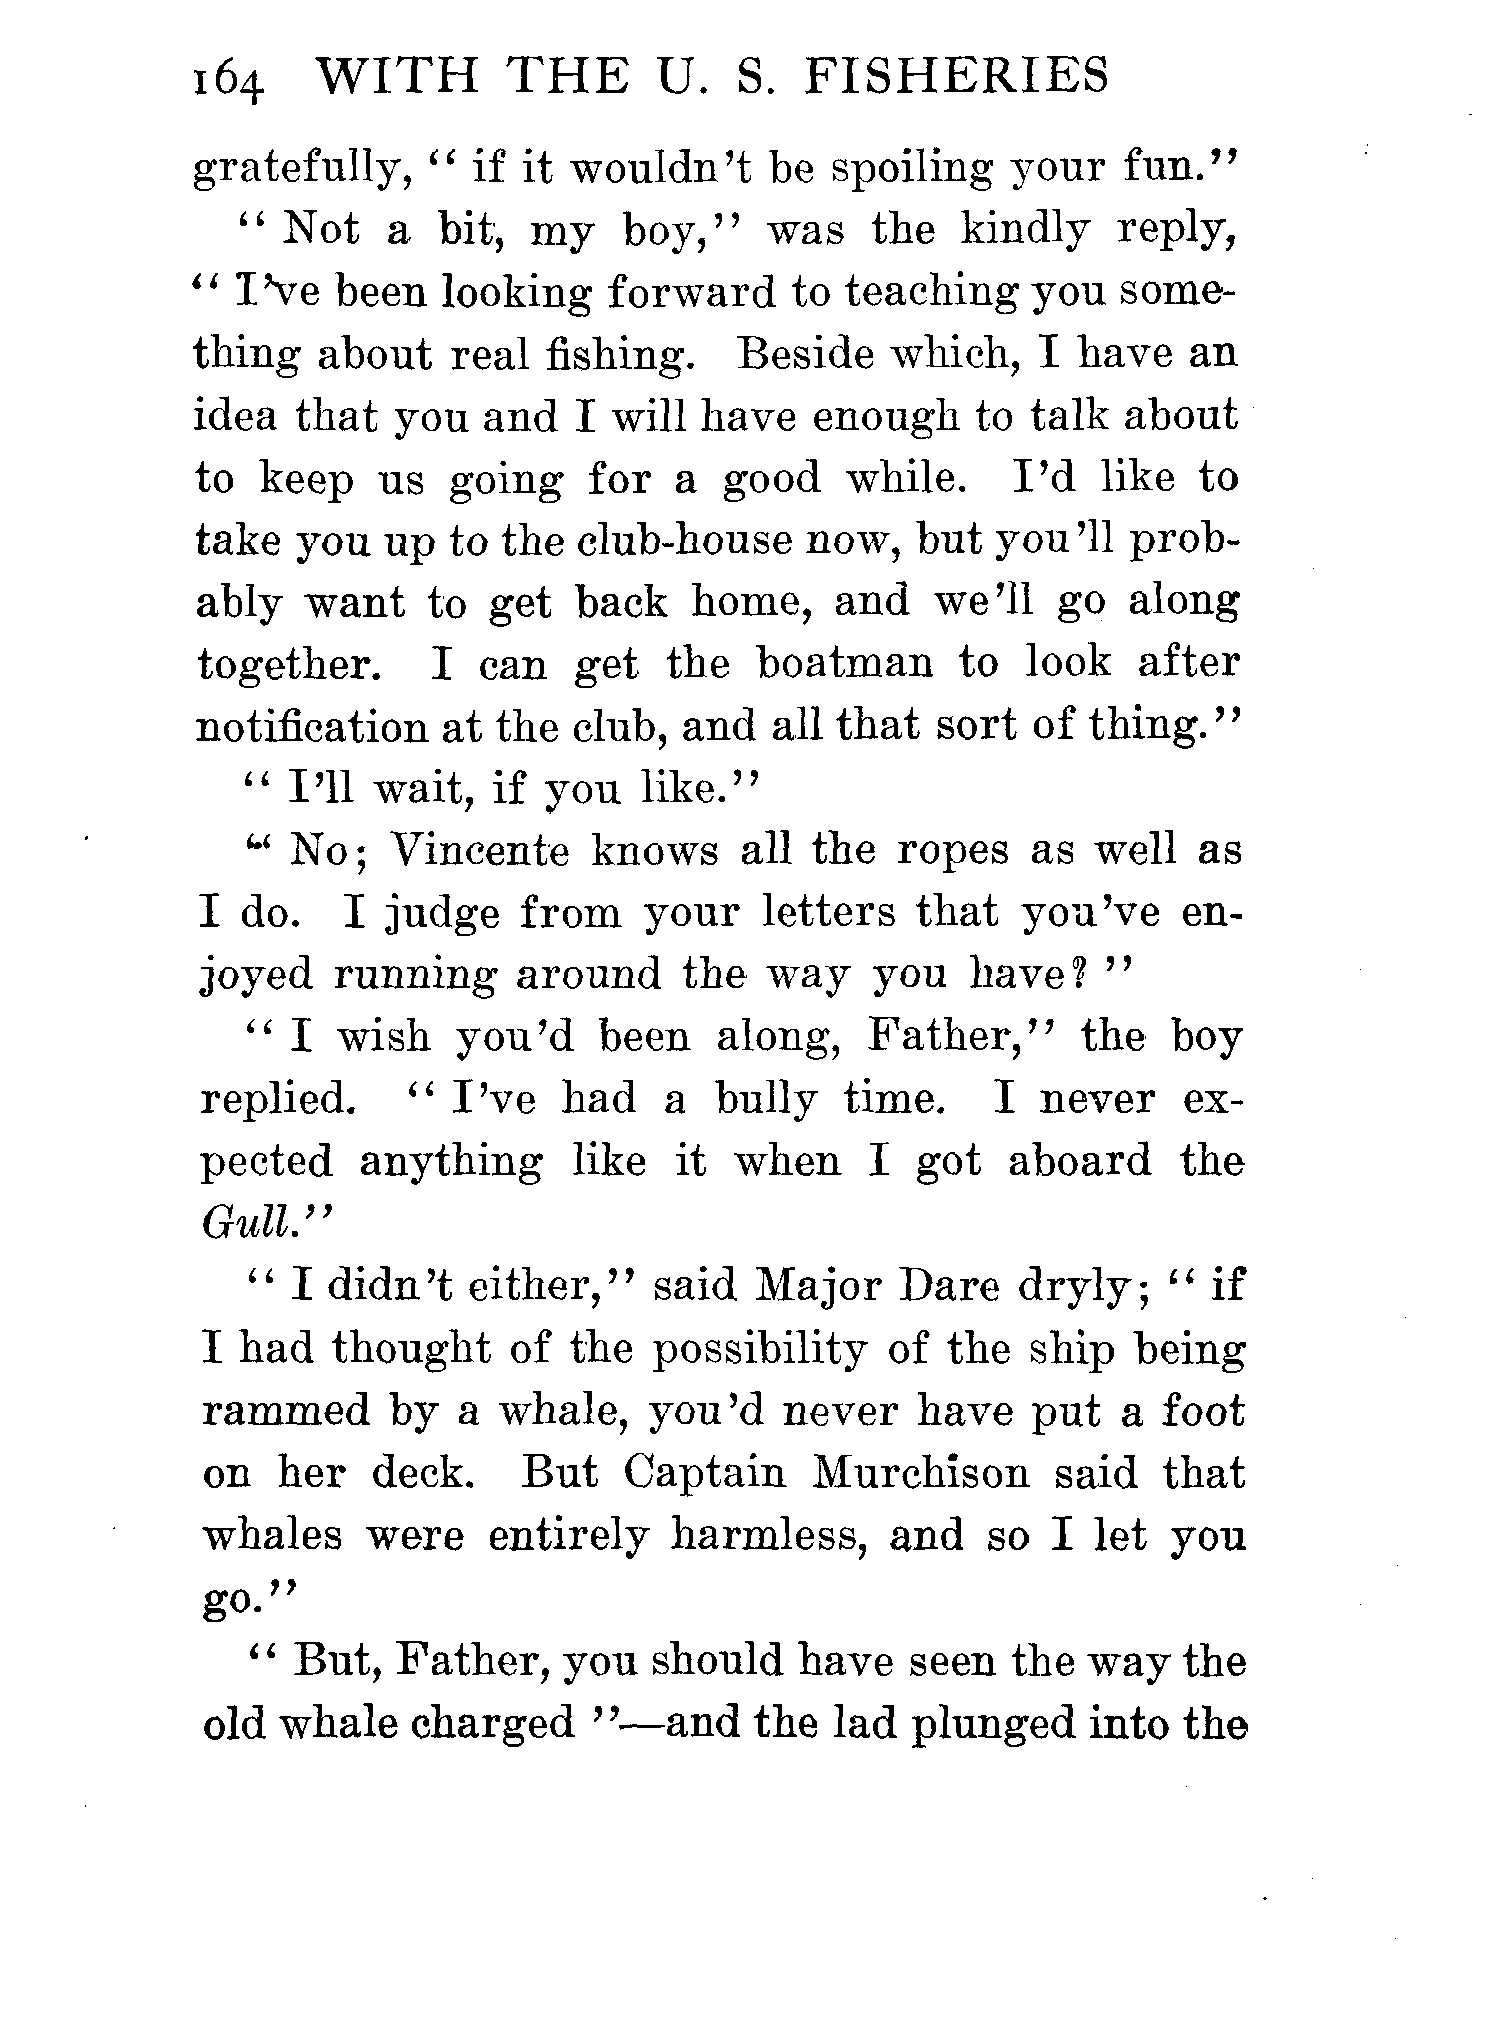 164 WITH THE U. S. FISHERIES
gratefully, “ if it wouldn’t be spoiling your fun.”
“ Not a bit, my boy,” was the kindly reply,
“ I’ve been looking forward to teaching you some-
thing about real fishing. Beside which, I have an
idea that you and I will have enough to talk about
to keep us going for a good while. I’d like to
take you up to the club-house now, but you’ll prob-
ably want to get back home, and we’ll go along
together. I can get the boatman to look after
notification at the club, and all that sort of thing.”
“ I’ll wait, if you like.”
“ No; Vincente knows all the ropes as well as
I do. I judge from your letters that you’ve en-
joyed running around the way you have? ”
“ I wish you’d been along, Father,” the boy
replied. “ I’ve had a bully time. I never ex-
pected anything like it when I got aboard the
Gull.”
“ I didn’t either,” said Major Dare dryly; “ if
I had thought of the possibility of the ship being
rammed by a whale, you’d never have put a foot
on her deck. But Captain Murchison said that
whales were entirely harmless, and so I let you
go.”
“ But, Father, you should have seen the way the
old whale charged ”—and the lad plunged into the